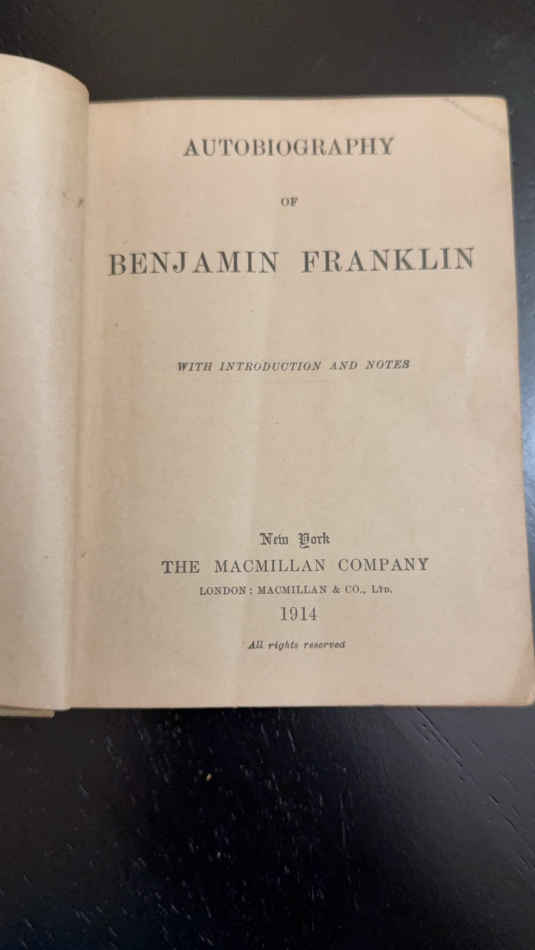 AUTOBIOGRAPHY
OF
BENJAMIN FRANKLIN
WITH INTRODUCTION AND NOTES
New York
THE MACMILLAN COMPANY
LONDON: MACMILLAN & CO., LTD.
1914
All rights reserved